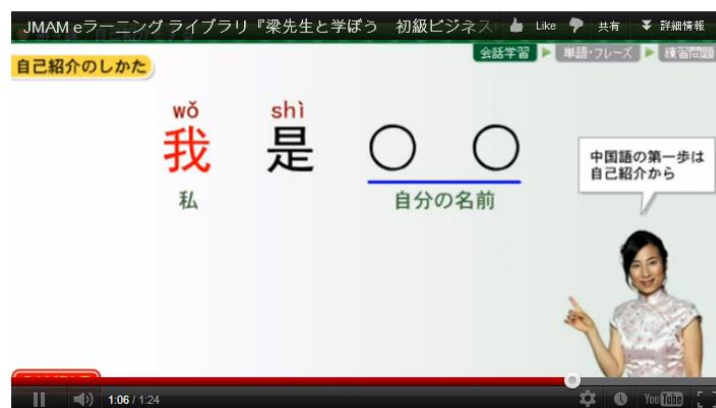 JMAM eラーニング ライブラリ『梁先生と学ぼう 初級ビジネス Like 共有 詳細情報
会話学習 単語・フレーズ 練習問題
自己紹介のしかた
wǒ shì
我 是 〇 〇
私 自分の名前
中国語の第一歩は
自己紹介から
1:06 / 1:24
YouTube